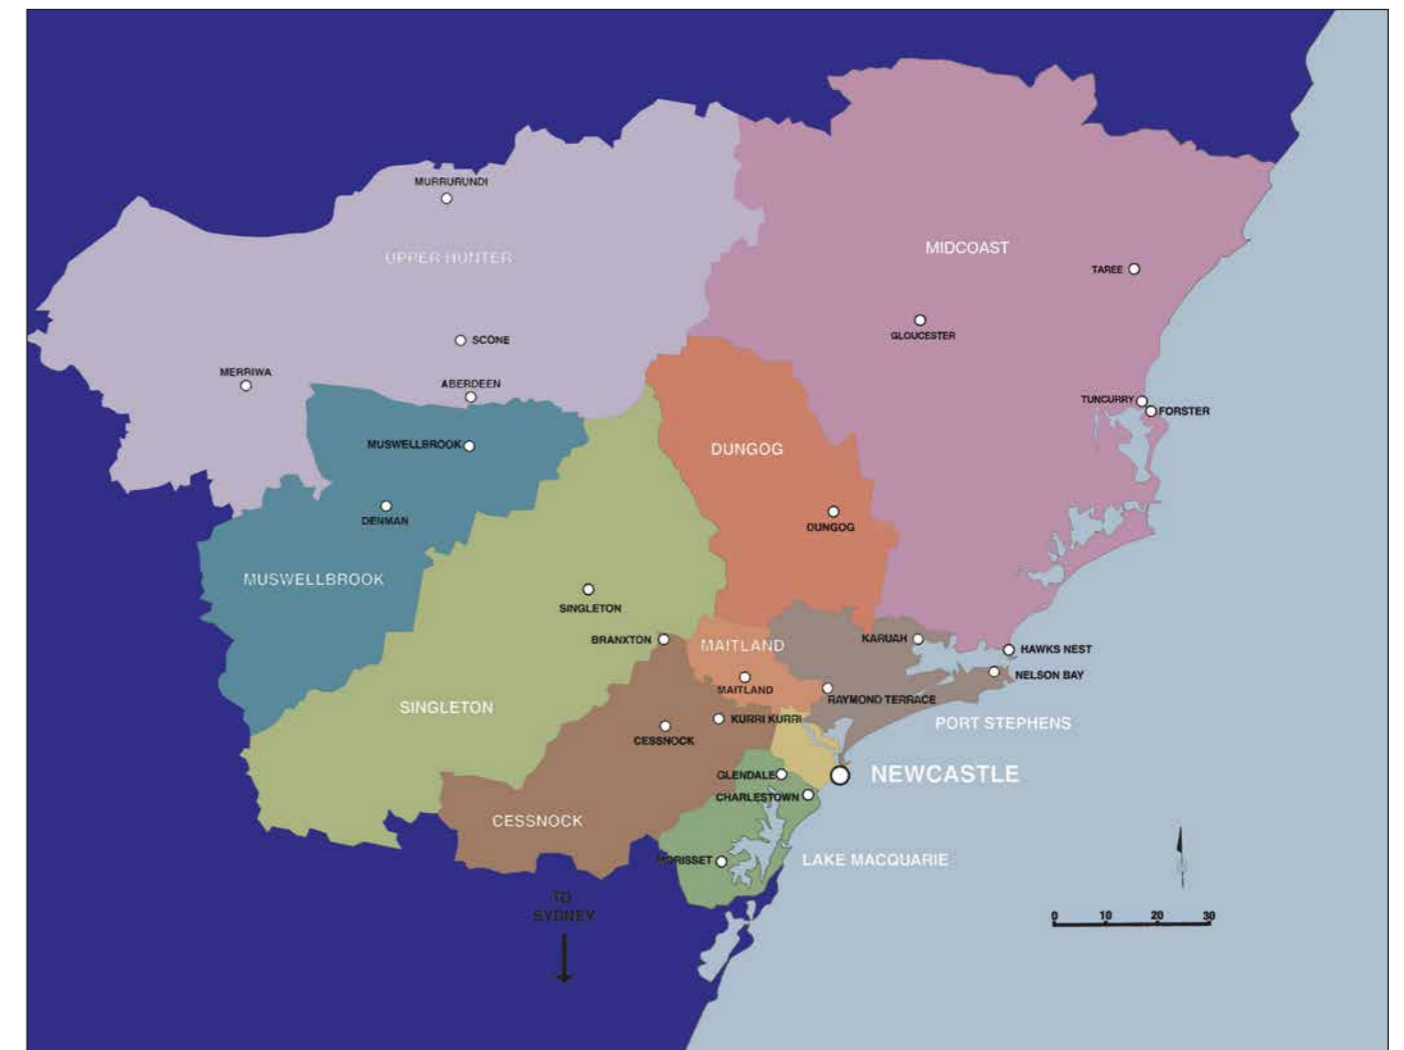 MURRURUNDI
UPPER HUNTER
MIDCOAST
TAREE
GLOUCESTER
SCONE
MERRIWA
ABERDEEN
TUNCURRY
FORSTER
MUSWELLBROOK
DUNGOG
DENMAN
DUNGOG
MUSWELLBROOK
SINGLETON
BRANXTON
MAITLAND
KARUAH
HAWKS NEST
NELSON BAY
MAITLAND
RAYMOND TERRACE
SINGLETON
KURRI KURRI
PORT STEPHENS
CESSNOCK
GLENDALE
NEWCASTLE
CHARLESTOWN
CESSNOCK
MORISSET
LAKE MACQUARIE
TO
SYDNEY
0 10 20 30